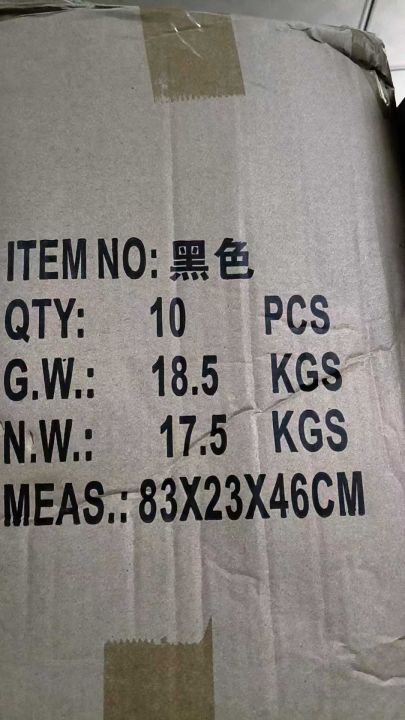 ITEM NO: 黑色
QTY: 10 PCS
G.W.: 18.5 KGS
N.W.: 17.5 KGS
MEAS.: 83X23X46CM